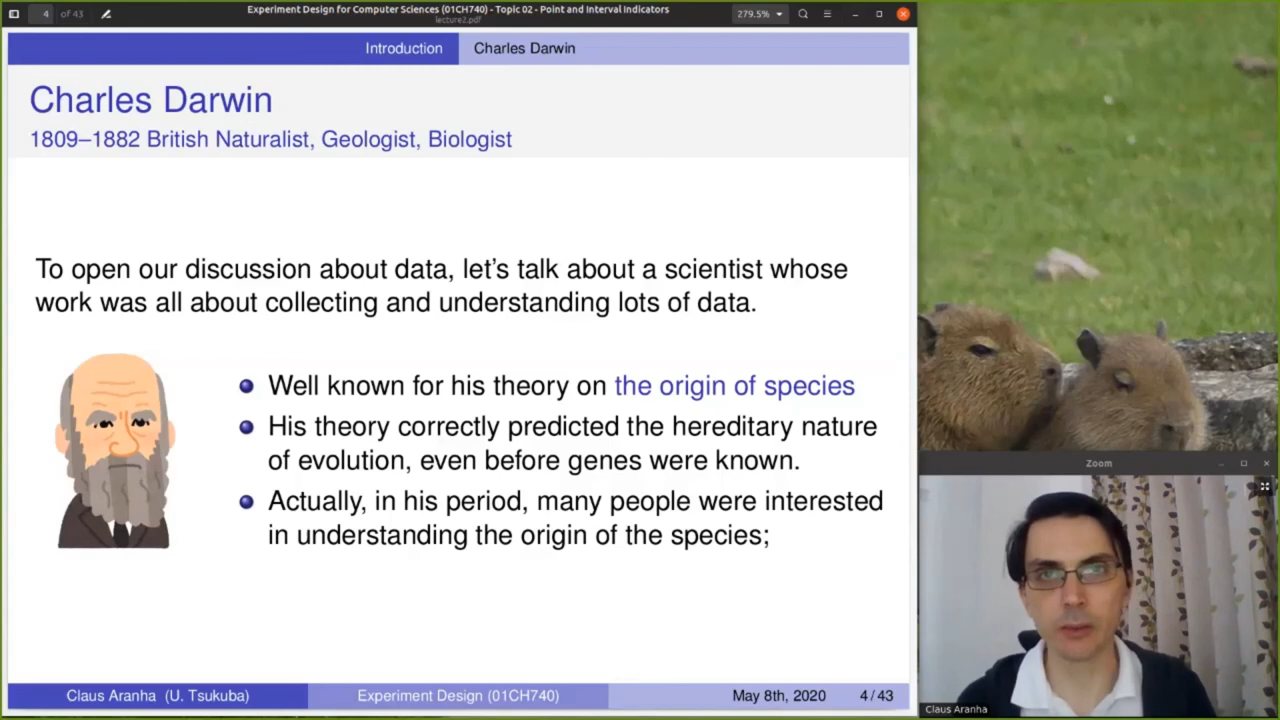 Experiment Design for Computer Sciences (01CH740) - Topic 02 - Point and Interval Indicators
lecture2.pdf
4 of 43
279.5%
Introduction Charles Darwin
Charles Darwin
1809–1882 British Naturalist, Geologist, Biologist
To open our discussion about data, let's talk about a scientist whose
work was all about collecting and understanding lots of data.
Well known for his theory on the origin of species
His theory correctly predicted the hereditary nature
of evolution, even before genes were known.
Actually, in his period, many people were interested
in understanding the origin of the species;
Claus Aranha (U. Tsukuba) Experiment Design (01CH740) May 8th, 2020 4/43
Zoom
Claus Aranha